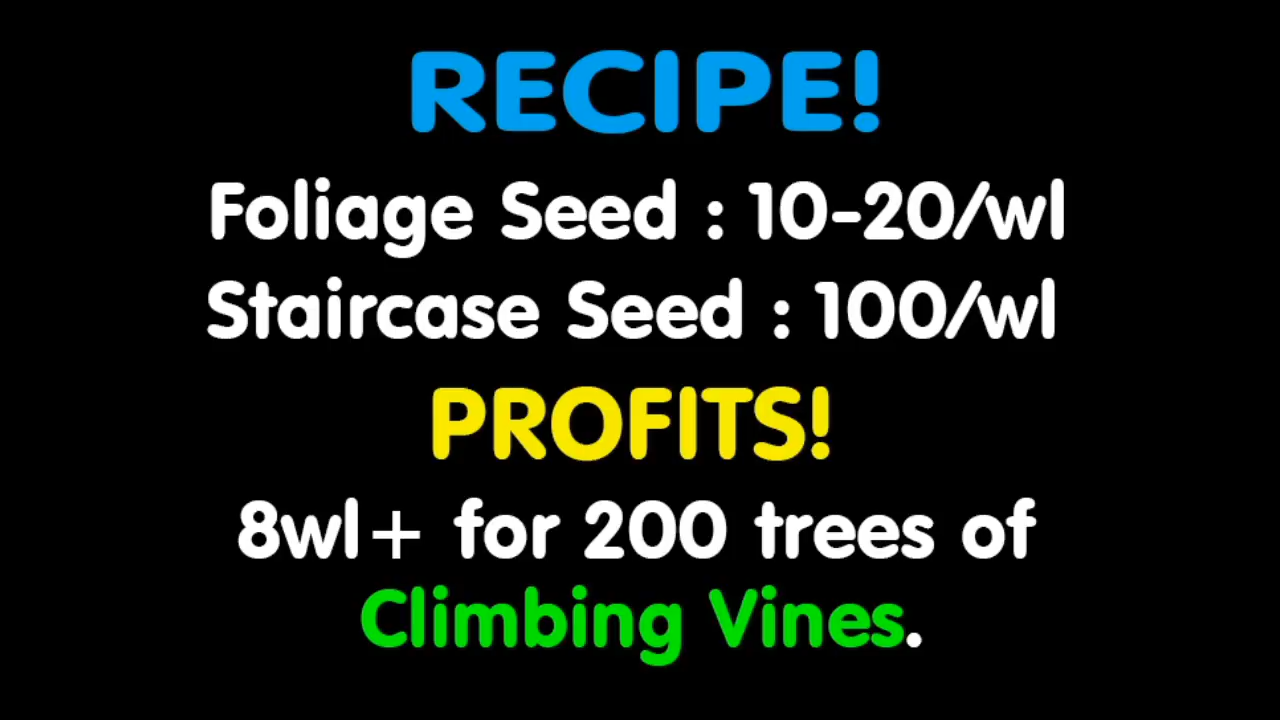 RECIPE!
Foliage Seed : 10-20/wl
Staircase Seed : 100/wl
PROFITS!
8wl+ for 200 trees of
Climbing Vines.